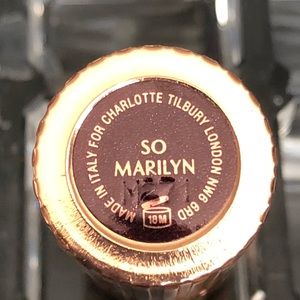 MADE IN ITALY FOR CHARLOTTE TILBURY LONDON NW6 6RD
SO
MARILYN
18M